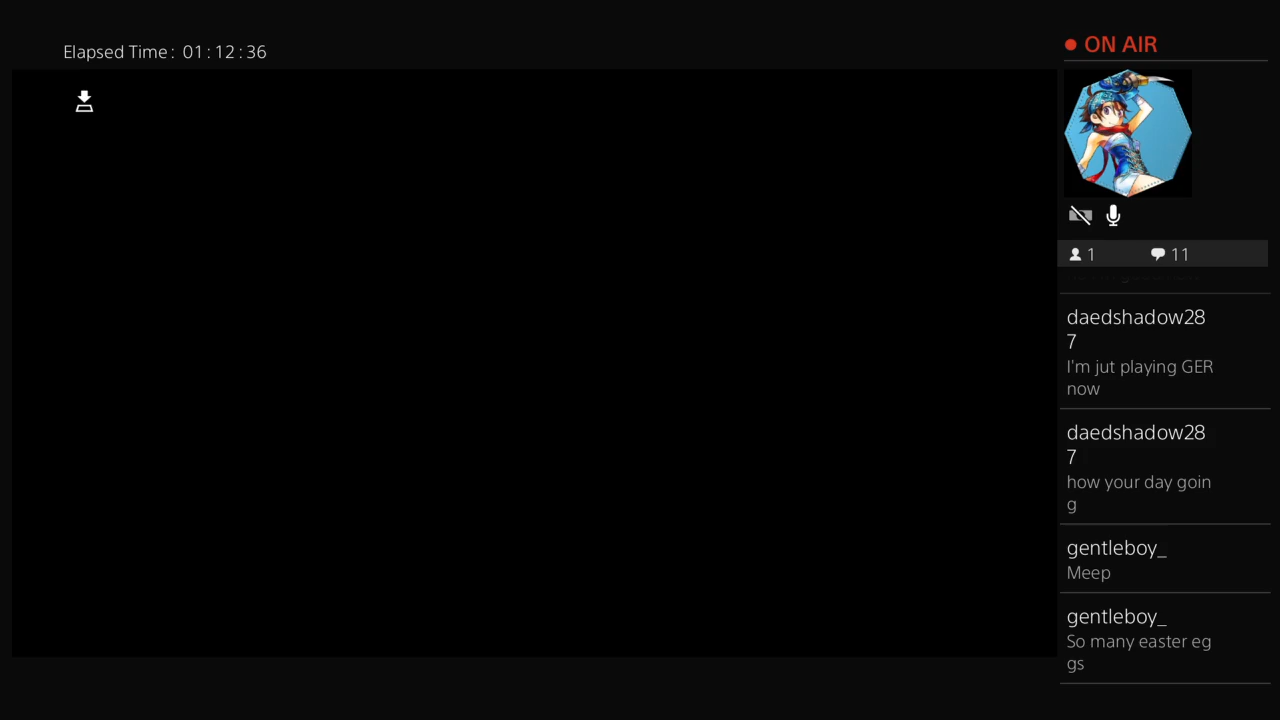 Elapsed Time: 01:12:36
ON AIR
1
11
daedshadow28
7
I'm jut playing GER
now
daedshadow28
7
how your day goin
g
gentleboy_
Meep
gentleboy_
So many easter eg
gs